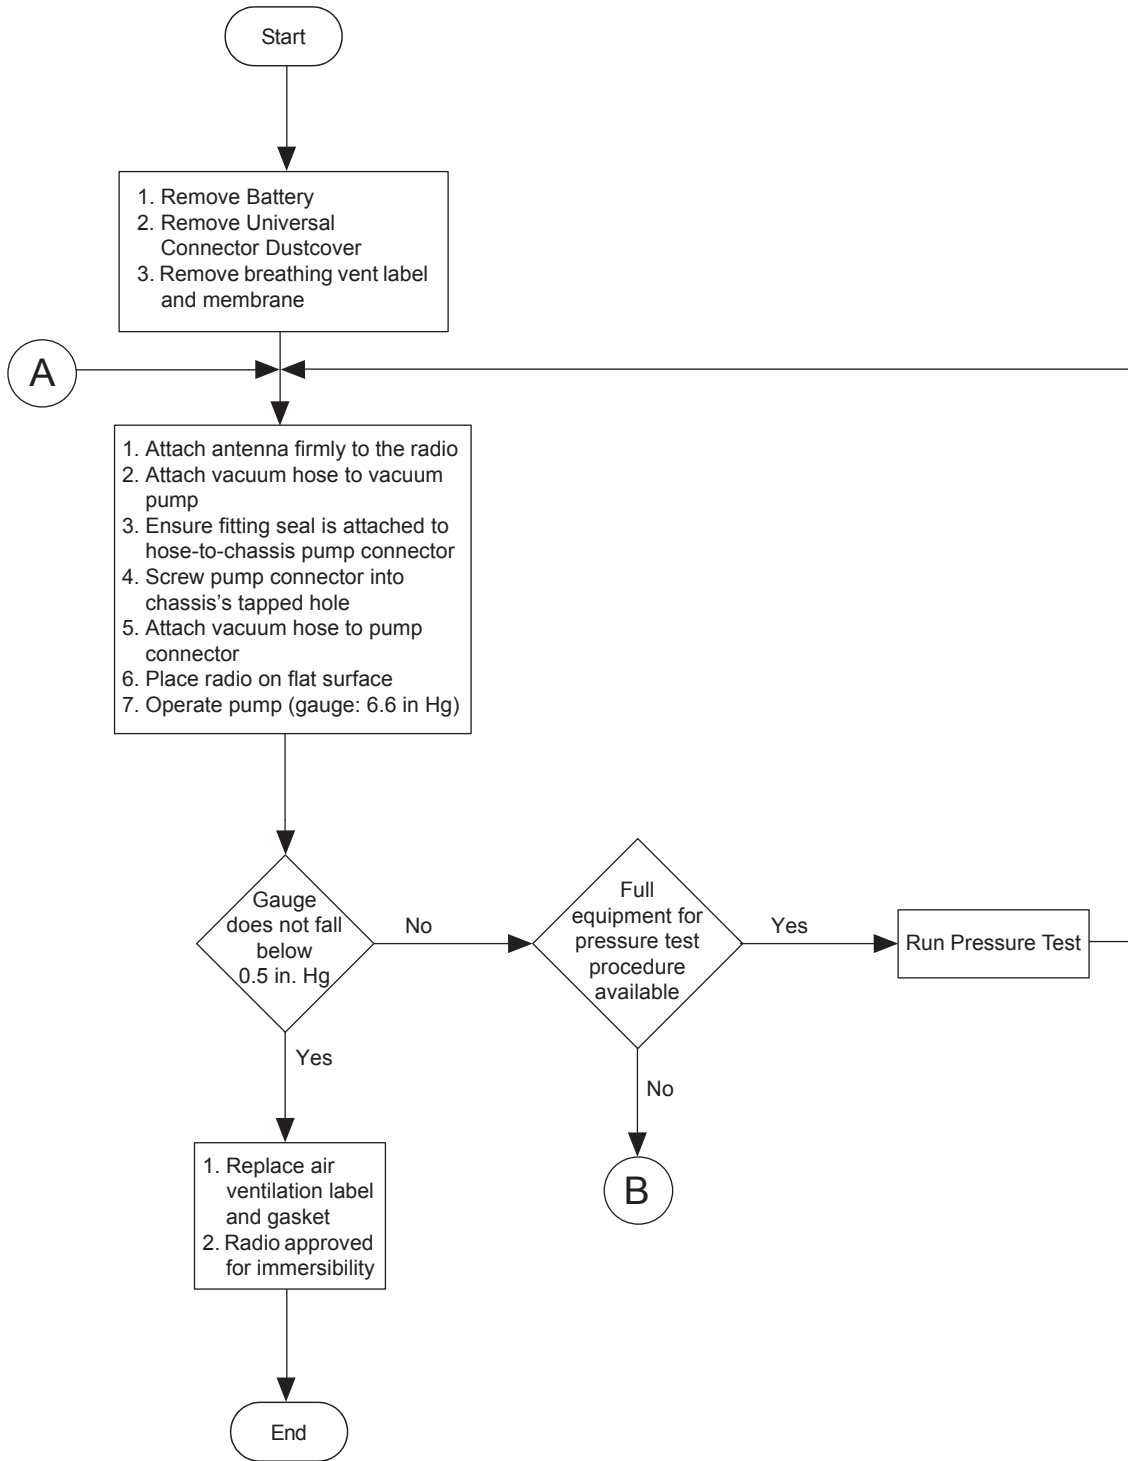 Start
1. Remove Battery
2. Remove Universal
Connector Dustcover
3. Remove breathing vent label
and membrane
A
1. Attach antenna firmly to the radio
2. Attach vacuum hose to vacuum
pump
3. Ensure fitting seal is attached to
hose-to-chassis pump connector
4. Screw pump connector into
chassis's tapped hole
5. Attach vacuum hose to pump
connector
6. Place radio on flat surface
7. Operate pump (gauge: 6.6 in Hg)
Gauge
does not fall
below
0.5 in. Hg
No
Full
equipment for
pressure test
procedure
available
Yes
Run Pressure Test
Yes
No
1. Replace air
ventilation label
and gasket
2. Radio approved
for immersibility
B
End